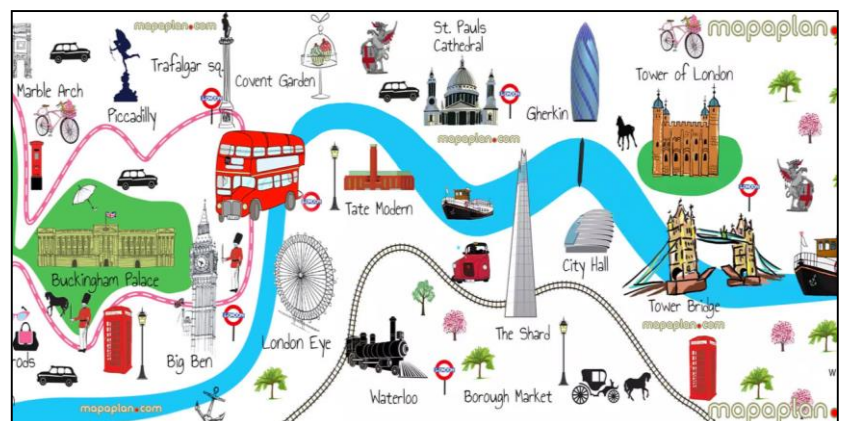 mapaplan.com
mapaplan.
St. Pauls
Cathedral
Trafalgar sq.
Covent Garden
Tower of London
Marble Arch
Piccadilly
Gherkin
mapaplan.com
Tate Modern
Buckingham Palace
City Hall
Tower Bridge
mapaplan.com
rods
Big Ben
London Eye
The Shard
Waterloo
Borough Market
W
mapaplan.com
mapaplan.